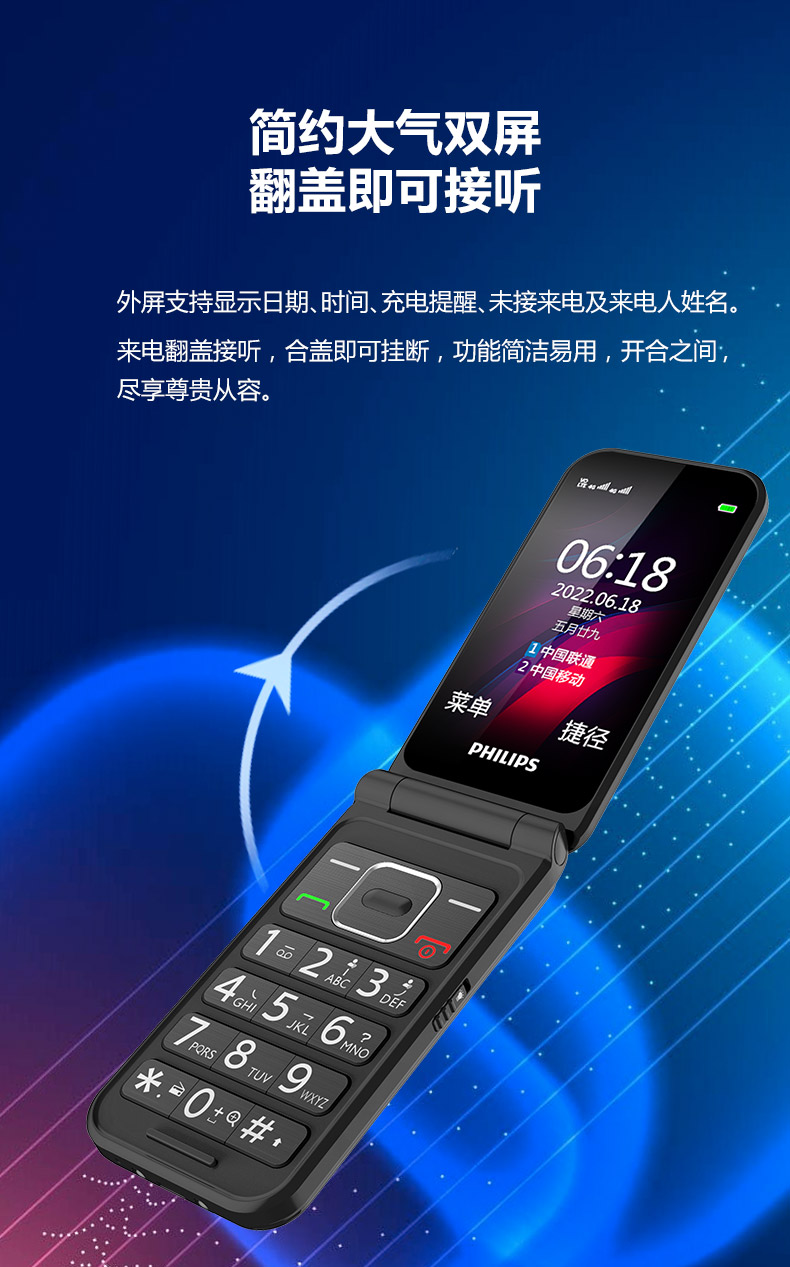 简约大气双屏
翻盖即可接听
外屏支持显示日期、时间、充电提醒、未接来电及来电人姓名。
来电翻盖接听，合盖即可挂断，功能简洁易用，开合之间，
尽享尊贵从容。
VO
LTE 4G 4G
06:18
2022.06.18
星期六
五月廿九
1 中国联通
2 中国移动
菜单
捷径
PHILIPS
1 2 ABC 3 DEF
4 GHI 5 JKL 6 MNO ?
7 PQRS 8 TUV 9 WXYZ
*. 0 + #